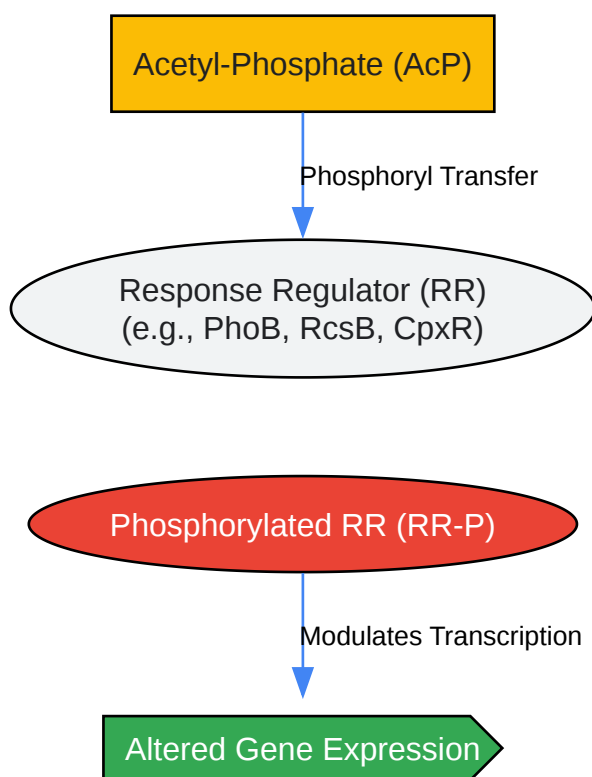 Acetyl-Phosphate (AcP)
Phosphoryl Transfer
Response Regulator (RR)
(e.g., PhoB, RcsB, CpxR)
Phosphorylated RR (RR-P)
Modulates Transcription
Altered Gene Expression